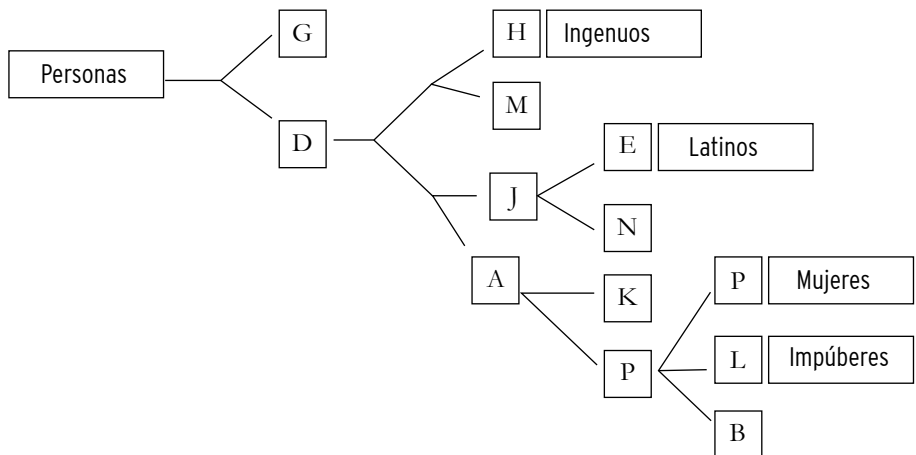 G
H Ingenuos
Personas
M
D
E Latinos
J
N
A
P Mujeres
K
L Impúberes
P
B